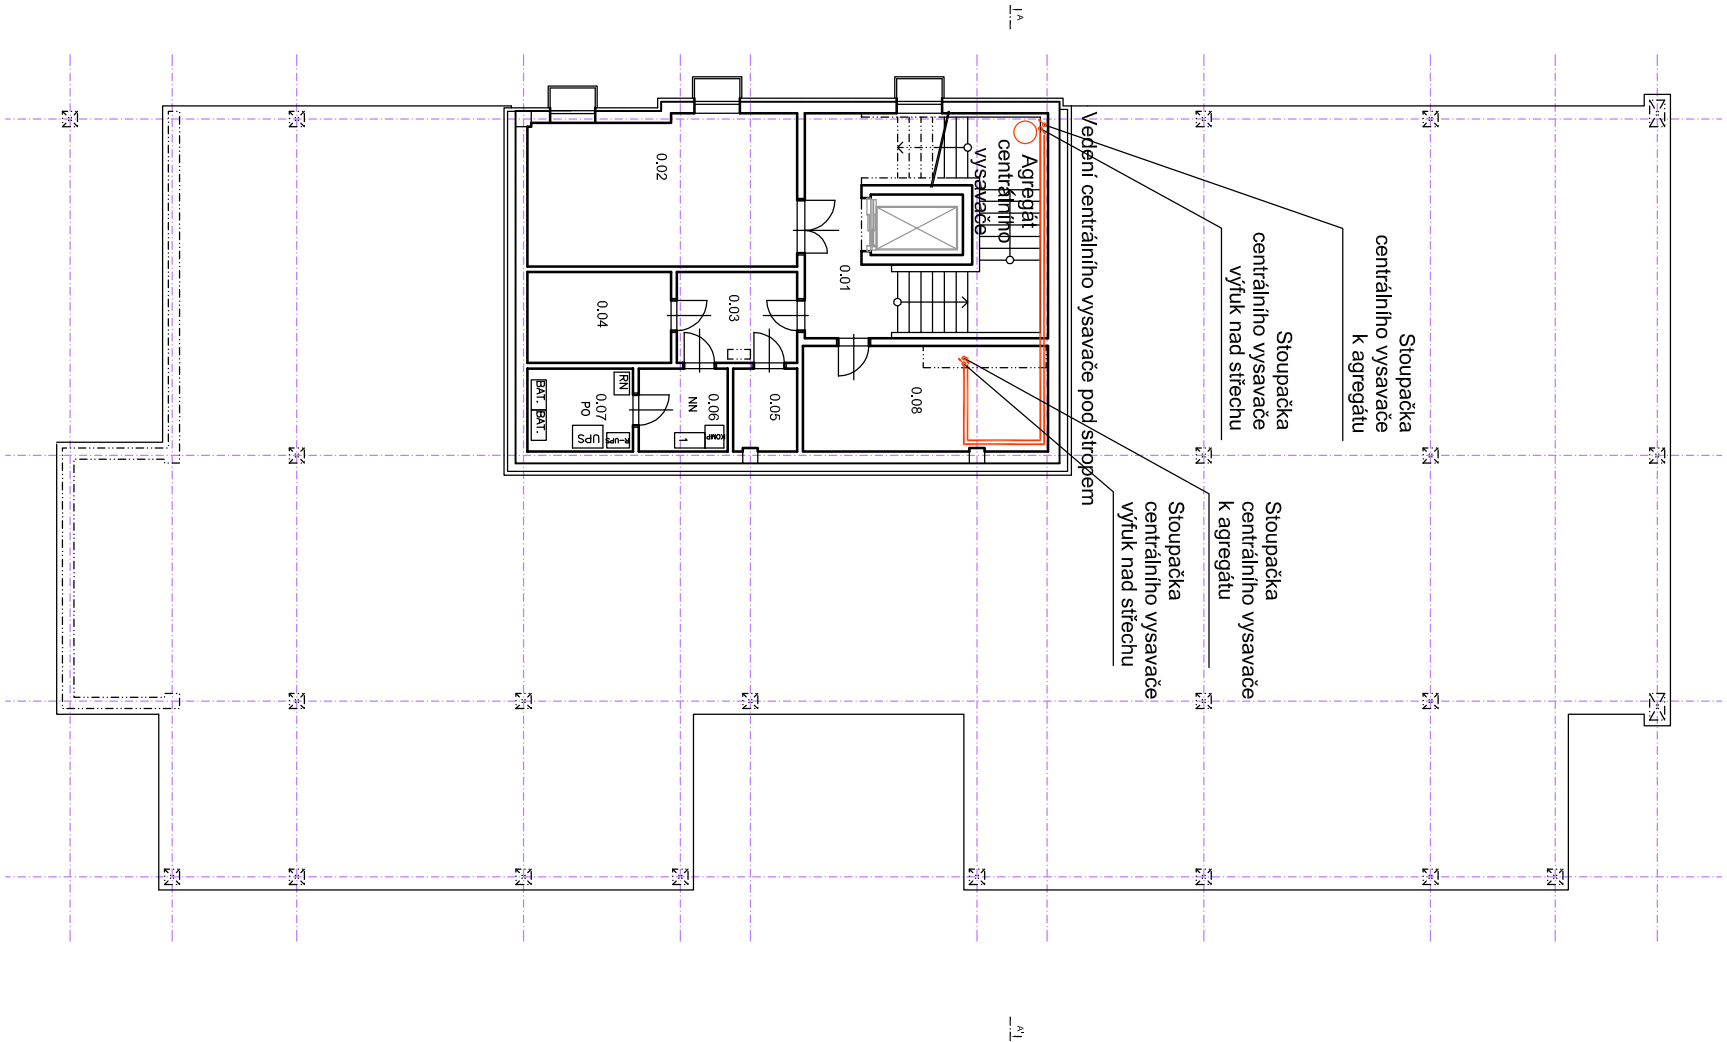 A
Vedení centrálního vysavače pod stropem
Agregát
centrálního
vysavače
Stoupačka
centrálního vysavače
k agregátu
Stoupačka
centrálního vysavače
výfuk nad střechu
Stoupačka
centrálního vysavače
k agregátu
Stoupačka
centrálního vysavače
výfuk nad střechu
0.01
0.02
0.03
0.04
0.05
0.06
NN
0.07
PO
0.08
RN
BAT.
BAT.
UPS
R-UPS
1
KOMP
A'